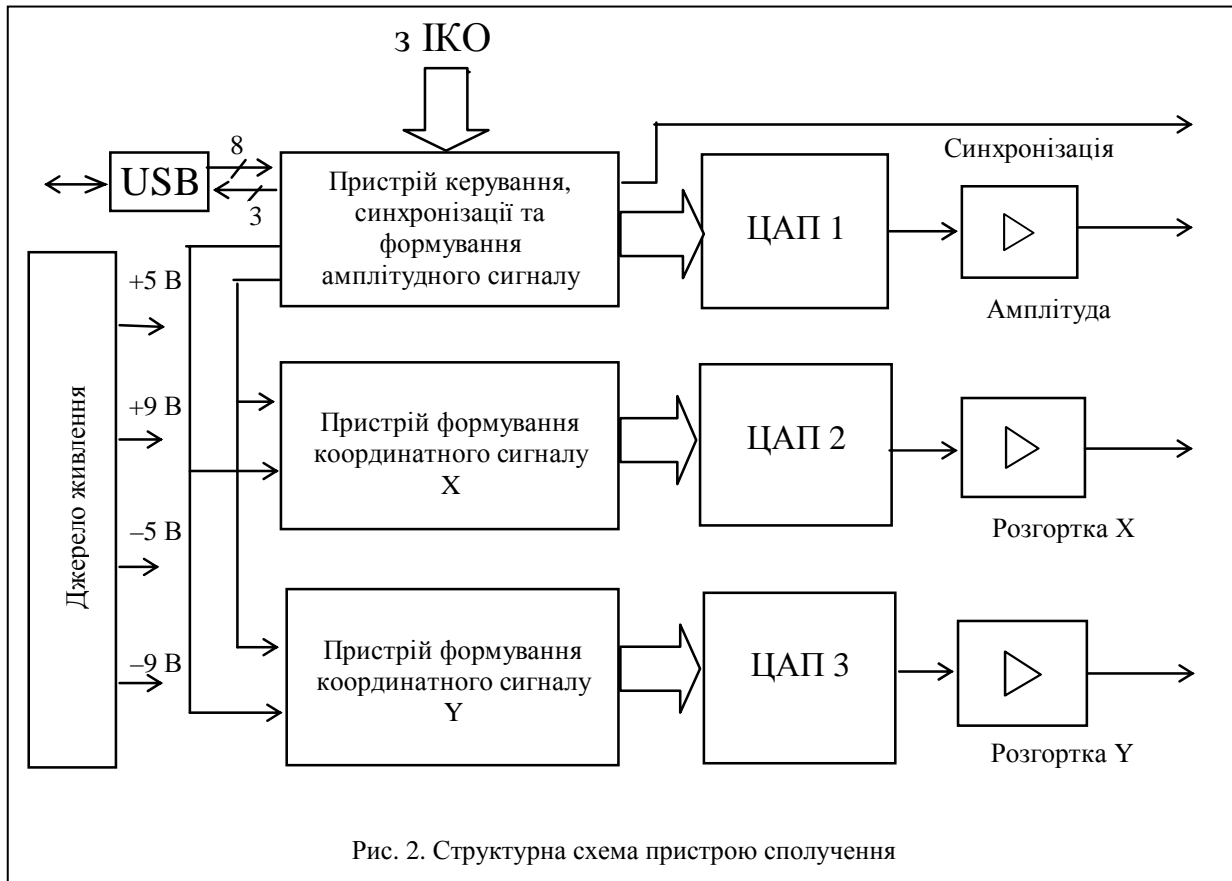 з ІКО
8
USB
3
Пристрій керування,
синхронізації та
формування
амплітудного сигналу
ЦАП 1
Синхронізація
Амплітуда
Джерело живлення
+5 В
+9 В
–5 В
–9 В
Пристрій формування
координатного сигналу
X
ЦАП 2
Розгортка X
Пристрій формування
координатного сигналу
Y
ЦАП 3
Розгортка Y
Рис. 2. Структурна схема пристрою сполучення